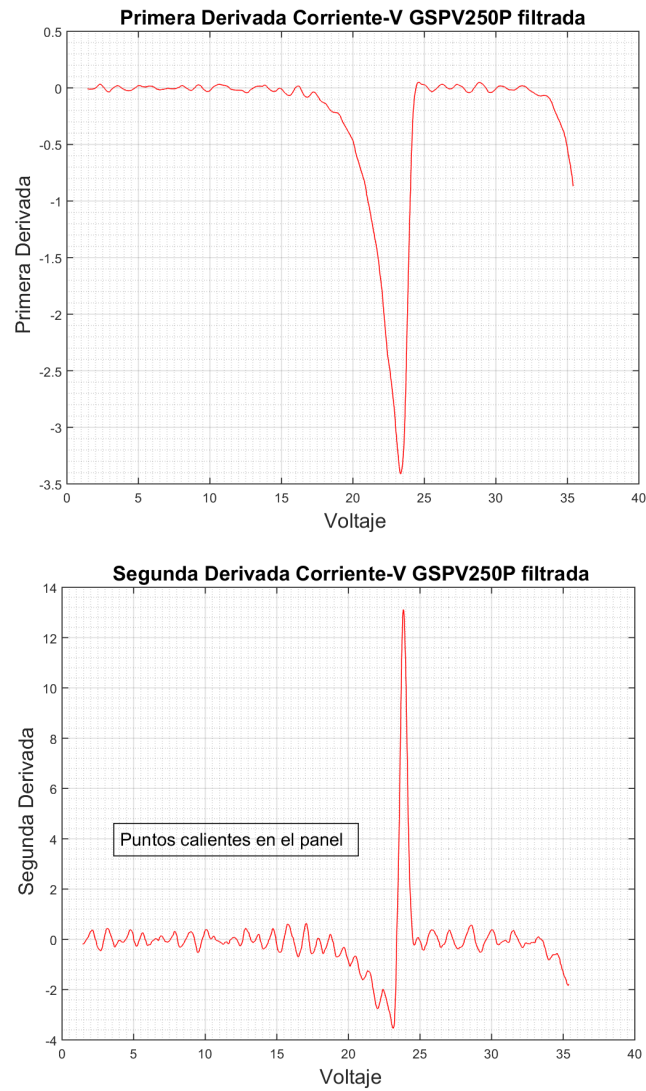 Primera Derivada Corriente-V GSPV250P filtrada
0.5
0
-0.5
-1
-1.5
-2
-2.5
-3
-3.5
Primera Derivada
0 5 10 15 20 25 30 35 40
Voltaje
Segunda Derivada Corriente-V GSPV250P filtrada
14
12
10
8
6
4
2
0
-2
-4
Segunda Derivada
Puntos calientes en el panel
0 5 10 15 20 25 30 35 40
Voltaje